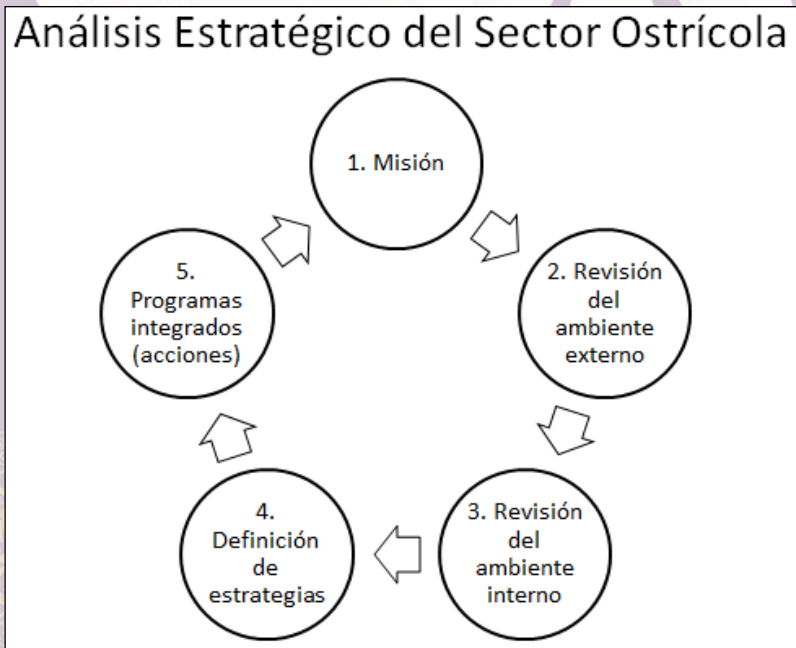 Análisis Estratégico del Sector Ostrícola
1. Misión
2. Revisión
del
ambiente
externo
3. Revisión
del
ambiente
interno
4.
Definición
de
estrategias
5.
Programas
integrados
(acciones)